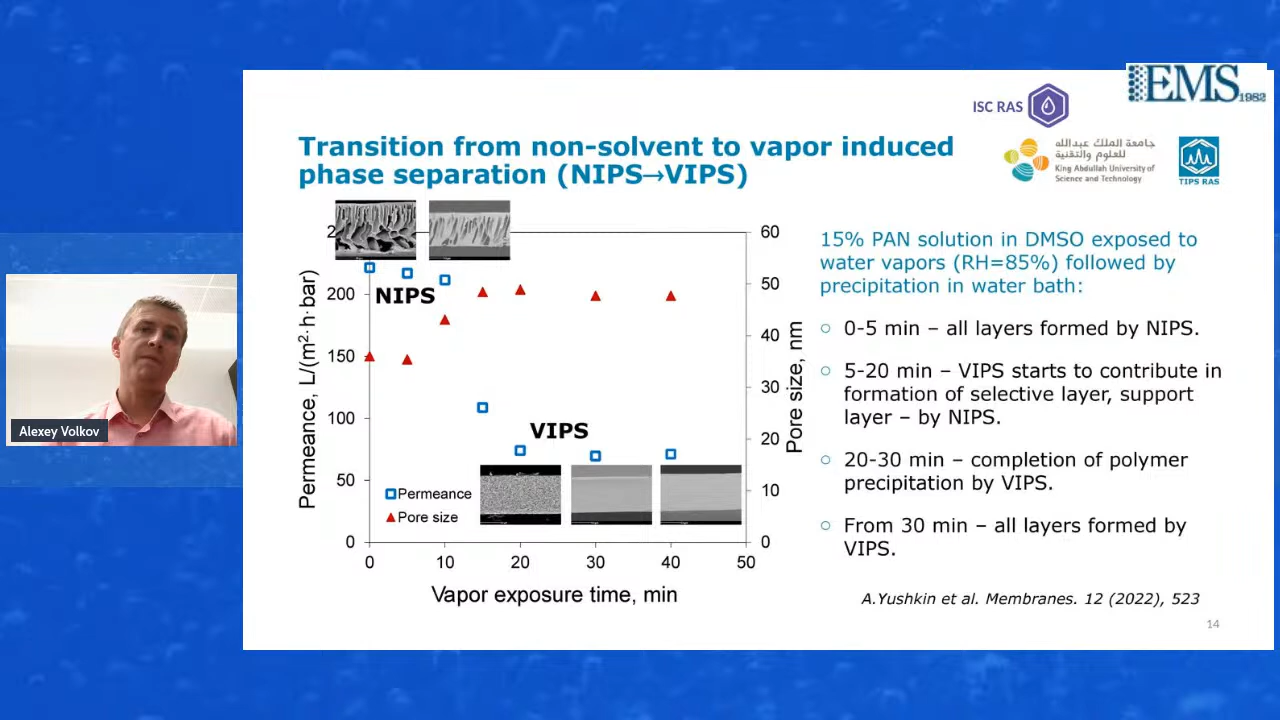 EMS1982
ISC RAS
Transition from non-solvent to vapor induced
phase separation (NIPS→VIPS)
جامعة الملك عبدالله
للعلوم والتقنية
King Abdullah University of
Science and Technology
TIPS RAS
Permeance, L/(m²·h·bar)
2
200
150
100
50
0
NIPS
VIPS
Permeance
Pore size
60
50
40
30
20
10
0
Pore size, nm
0 10 20 30 40 50
Vapor exposure time, min
15% PAN solution in DMSO exposed to
water vapors (RH=85%) followed by
precipitation in water bath:
○ 0-5 min – all layers formed by NIPS.
○ 5-20 min – VIPS starts to contribute in
formation of selective layer, support
layer – by NIPS.
○ 20-30 min – completion of polymer
precipitation by VIPS.
○ From 30 min – all layers formed by
VIPS.
A.Yushkin et al. Membranes. 12 (2022), 523
14
Alexey Volkov